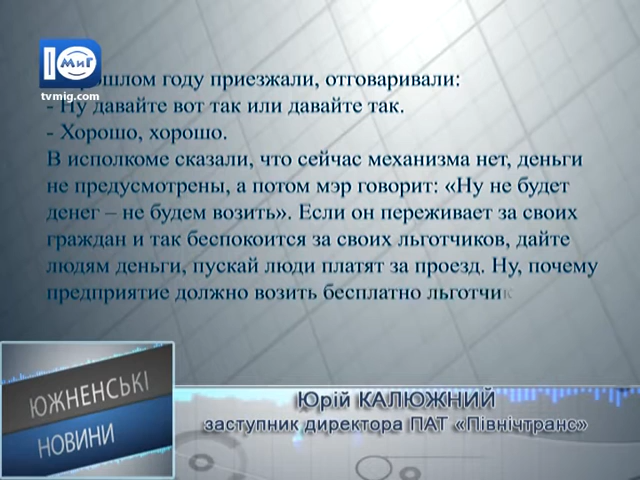 Ю
МиГ
tvmig.com
году приезжали, отговаривали:
- Ну давайте вот так или давайте так.
- Хорошо, хорошо.
В исполкоме сказали, что сейчас механизма нет, деньги
не предусмотрены, а потом мэр говорит: «Ну не будет
денег – не будем возить». Если он переживает за своих
граждан и так беспокоится за своих льготчиков, дайте
людям деньги, пускай люди платят за проезд. Ну, почему
предприятие должно возить бесплатно льготчик
ЮЖНЕНСЬКІ
НОВИНИ
Юрій КАЛЮЖНИЙ
заступник директора ПАТ «Північтранс»